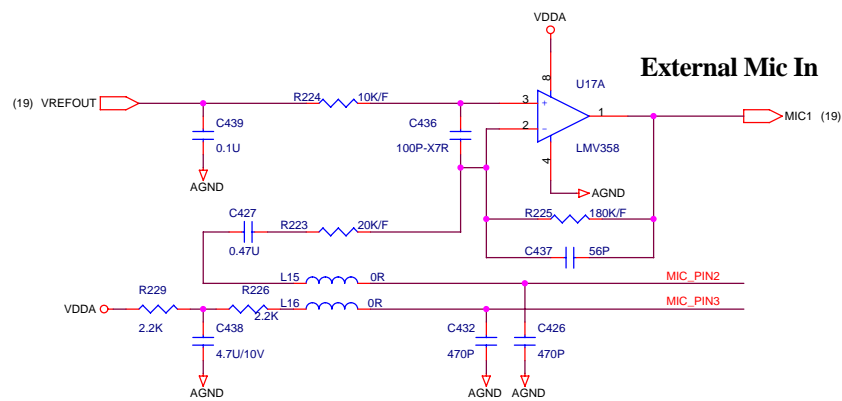 VDDA
External Mic In
U17A
(19) VREFOUT
R224 10K/F
8
3
+
1
MIC1 (19)
C439
C436
2
-
0.1U
100P-X7R
4
LMV358
AGND
AGND
R225 180K/F
C427
R223 20K/F
0.47U
C437 56P
L15 0R
MIC_PIN2
R229
R226
L16 0R
MIC_PIN3
VDDA
2.2K
2.2K
C438
C432
C426
4.7U/10V
470P
470P
AGND
AGND
AGND